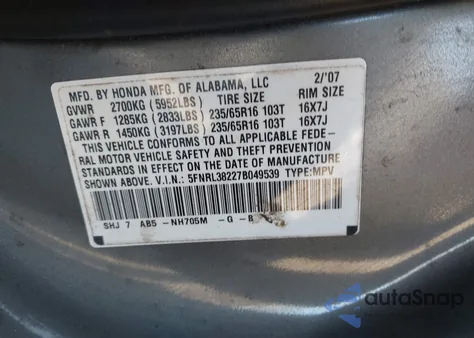 MFD. BY HONDA MFG. OF ALABAMA, LLC 2/'07
GVWR 2700KG (5952LBS) TIRE SIZE RIM SIZE
GAWR F 1285KG (2833LBS) 235/65R16 103T 16X7J
GAWR R 1450KG (3197LBS) 235/65R16 103T 16X7J
THIS VEHICLE CONFORMS TO ALL APPLICABLE FEDE-
RAL MOTOR VEHICLE SAFETY AND THEFT PREVENTION
STANDARDS IN EFFECT ON THE DATE OF MANUFACTURE
SHOWN ABOVE. V.I.N.: 5FNRL38227B049539 TYPE:MPV
SHJ 7 AB5 -NH705M -G -B
autoSnap